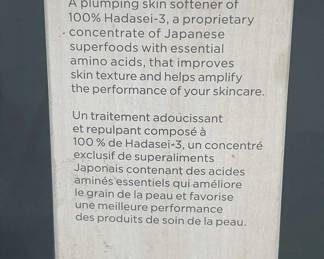 A plumping skin softener of
100% Hadasei-3, a proprietary
concentrate of Japanese
superfoods with essential
amino acids, that improves
skin texture and helps amplify
the performance of your skincare.
Un traitement adoucissant
et repulpant composé à
100 % de Hadasei-3, un concentré
exclusif de superaliments
Japonais contenant des acides
aminés essentiels qui améliore
le grain de la peau et favorise
une meilleure performance
des produits de soin de la peau.